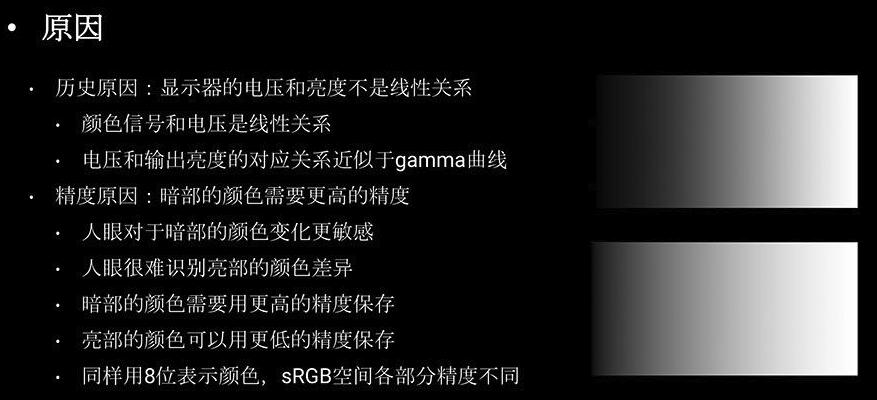 原因
历史原因：显示器的电压和亮度不是线性关系
颜色信号和电压是线性关系
电压和输出亮度的对应关系近似于gamma曲线
精度原因：暗部的颜色需要更高的精度
人眼对于暗部的颜色变化更敏感
人眼很难识别亮部的颜色差异
暗部的颜色需要用更高的精度保存
亮部的颜色可以用更低的精度保存
同样用8位表示颜色，sRGB空间各部分精度不同